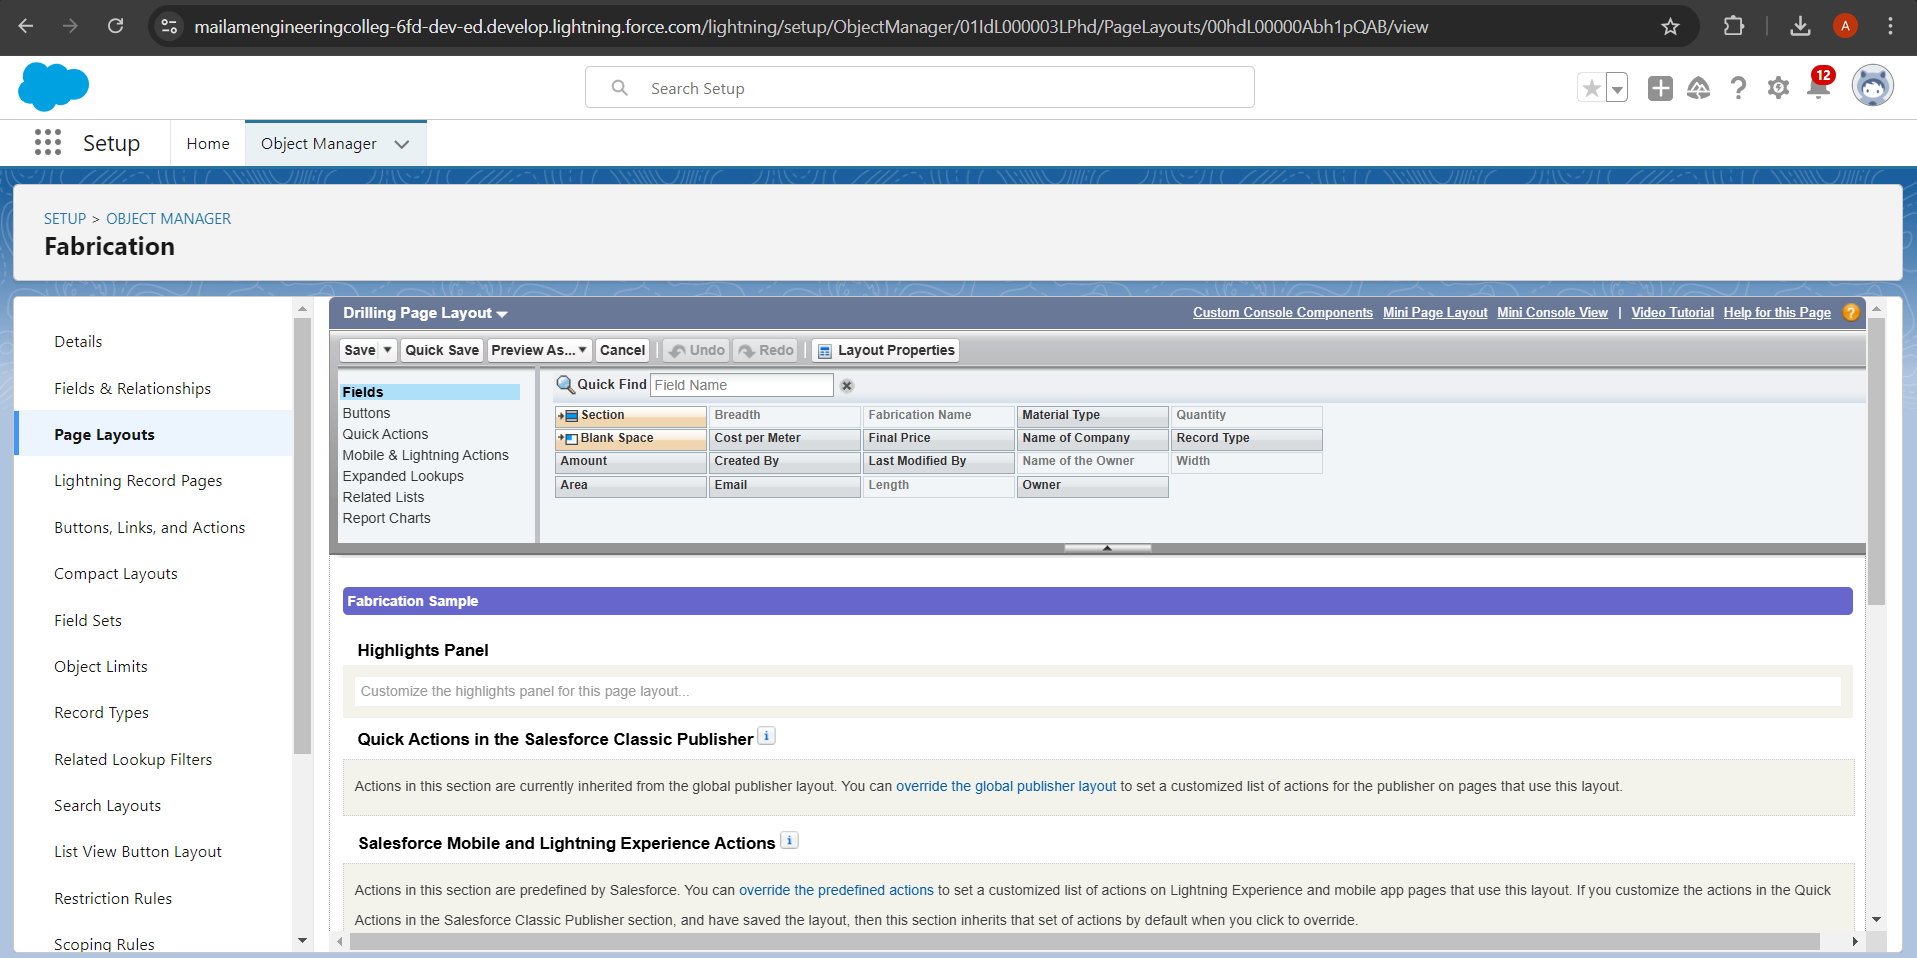 mailamengineeringcolleg-6fd-dev-ed.develop.lightning.force.com/lightning/setup/ObjectManager/01IdL000003LPhd/PageLayouts/00hdL00000Abh1pQAB/view
A
Search Setup
12
Setup
Home
Object Manager
SETUP > OBJECT MANAGER
Fabrication
Details
Fields & Relationships
Page Layouts
Lightning Record Pages
Buttons, Links, and Actions
Compact Layouts
Field Sets
Object Limits
Record Types
Related Lookup Filters
Search Layouts
List View Button Layout
Restriction Rules
Scoping Rules
Drilling Page Layout
Custom Console Components Mini Page Layout Mini Console View | Video Tutorial Help for this Page ?
Save Quick Save Preview As... Cancel Undo Redo Layout Properties
Fields
Buttons
Quick Actions
Mobile & Lightning Actions
Expanded Lookups
Related Lists
Report Charts
Quick Find Field Name
Section Breadth Fabrication Name Material Type Quantity
Blank Space Cost per Meter Final Price Name of Company Record Type
Amount Created By Last Modified By Name of the Owner Width
Area Email Length Owner
Fabrication Sample
Highlights Panel
Customize the highlights panel for this page layout...
Quick Actions in the Salesforce Classic Publisher i
Actions in this section are currently inherited from the global publisher layout. You can override the global publisher layout to set a customized list of actions for the publisher on pages that use this layout.
Salesforce Mobile and Lightning Experience Actions i
Actions in this section are predefined by Salesforce. You can override the predefined actions to set a customized list of actions on Lightning Experience and mobile app pages that use this layout. If you customize the actions in the Quick
Actions in the Salesforce Classic Publisher section, and have saved the layout, then this section inherits that set of actions by default when you click to override.